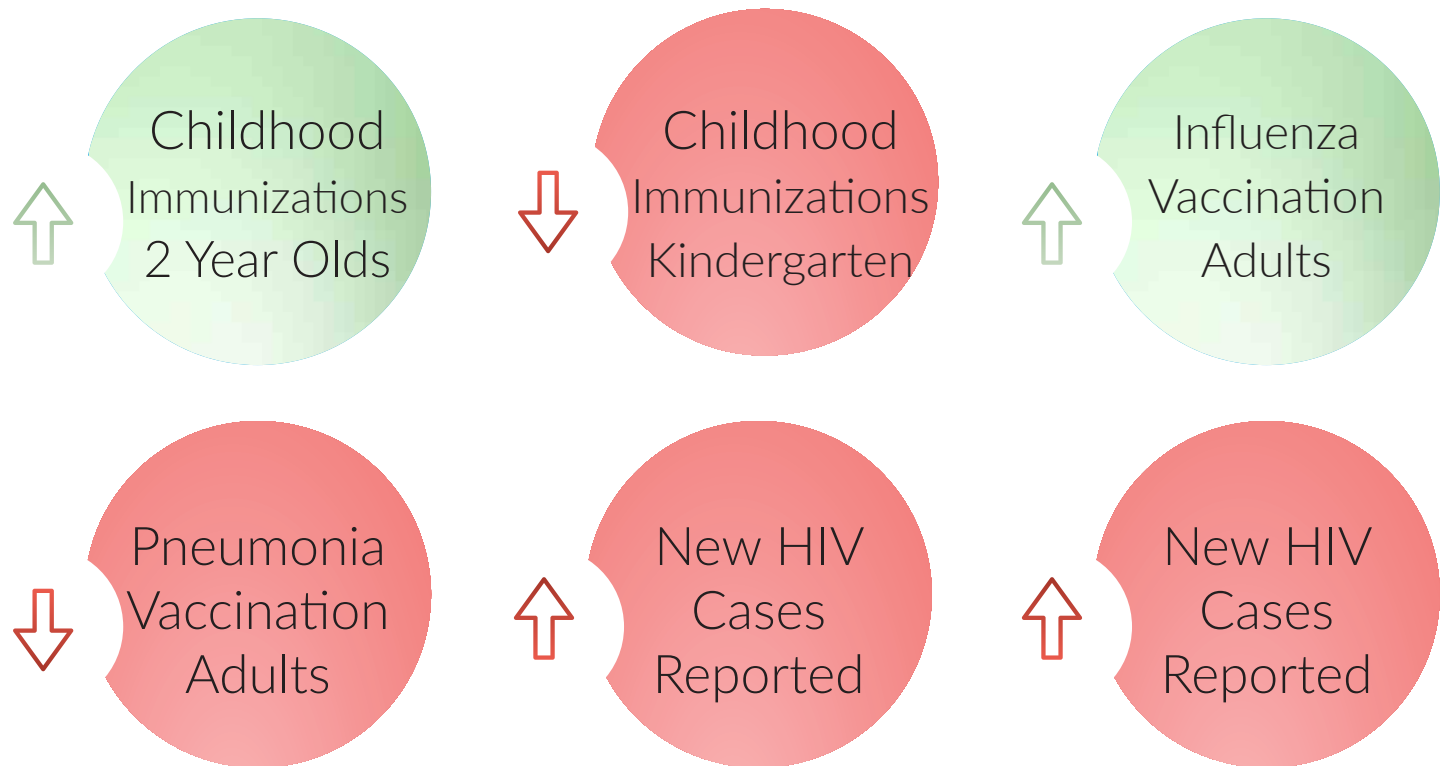 Childhood
Immunizations
2 Year Olds
Childhood
Immunizations
Kindergarten
Influenza
Vaccination
Adults
Pneumonia
Vaccination
Adults
New HIV
Cases
Reported
New HIV
Cases
Reported